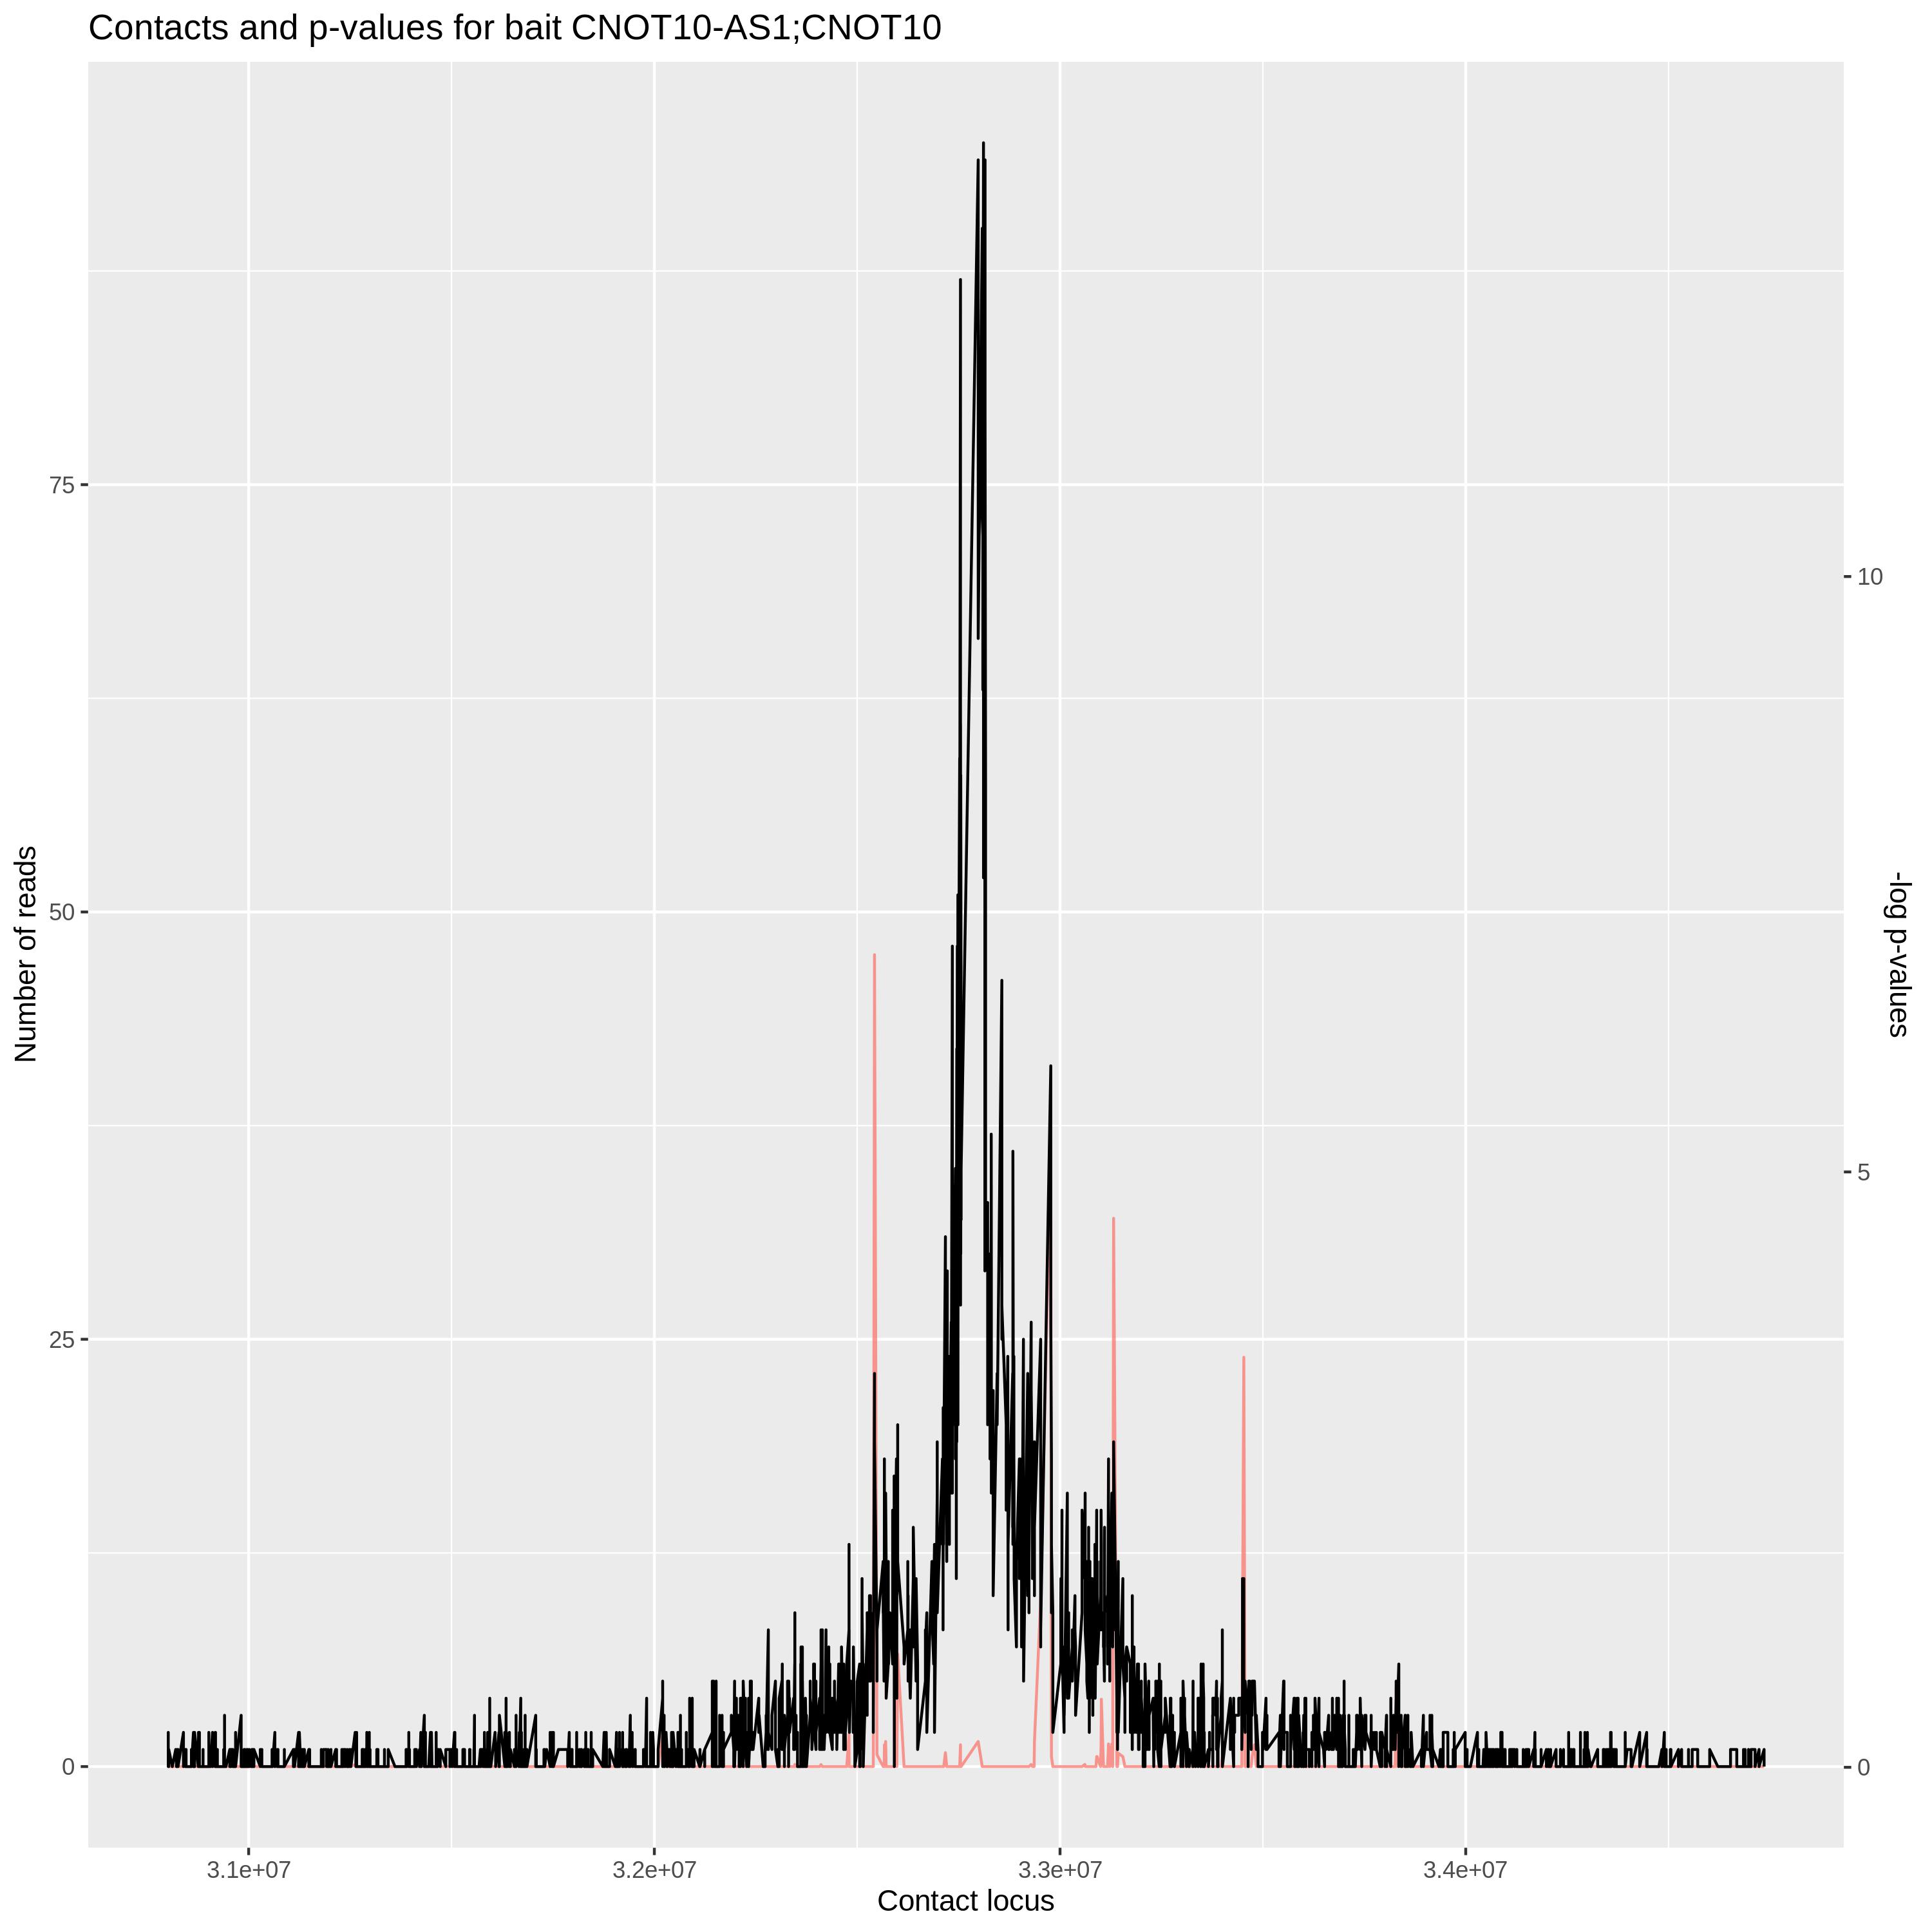 Contacts and p-values for bait CNOT10-AS1;CNOT10
75
50
25
0
Number of reads
10
5
0
-log p-values
3.1e+07
3.2e+07
3.3e+07
3.4e+07
Contact locus